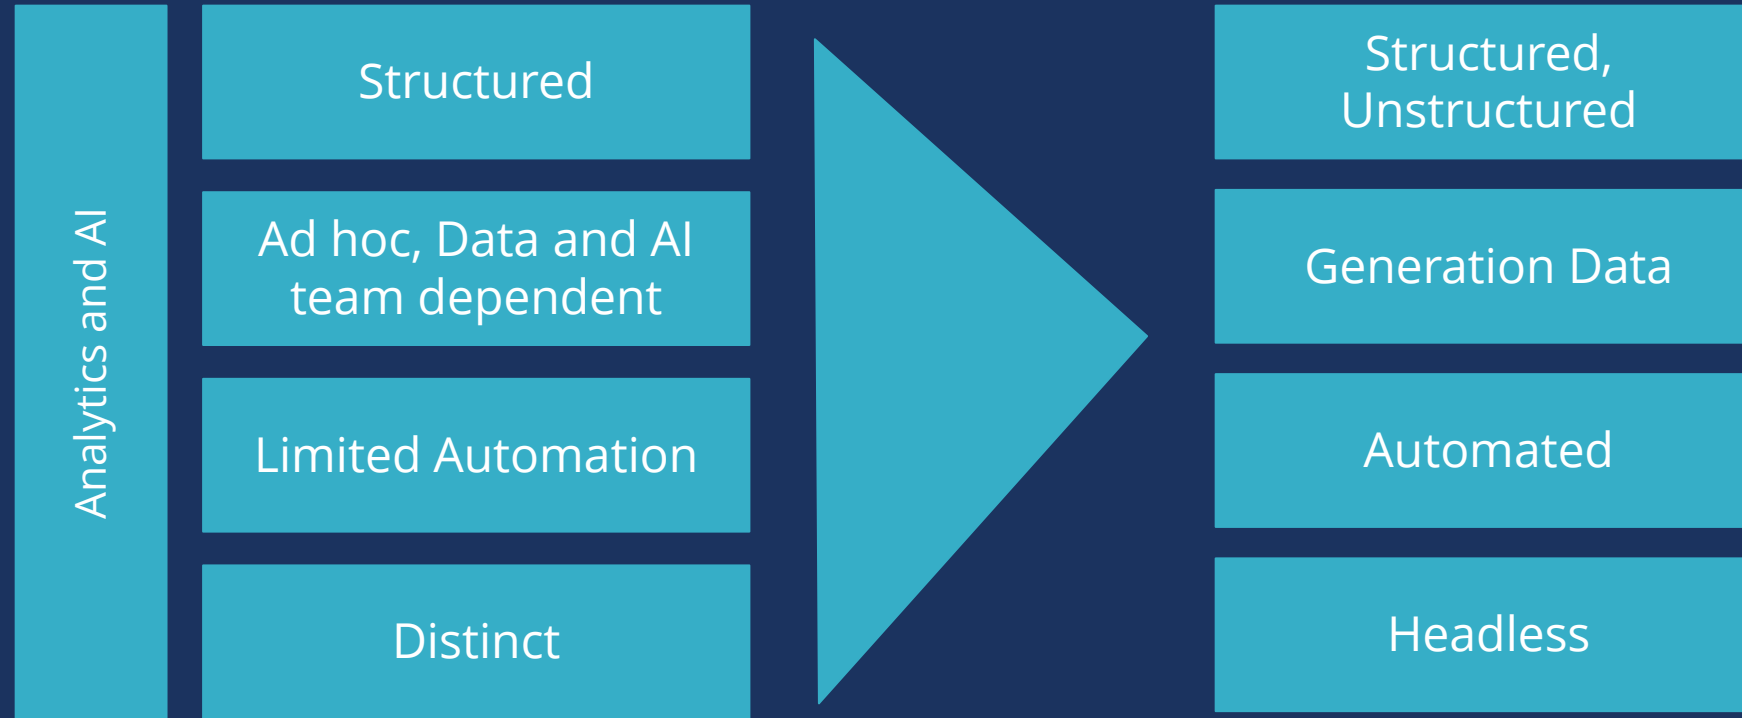 Analytics and AI
Structured
Ad hoc, Data and AI
team dependent
Limited Automation
Distinct
Structured,
Unstructured
Generation Data
Automated
Headless